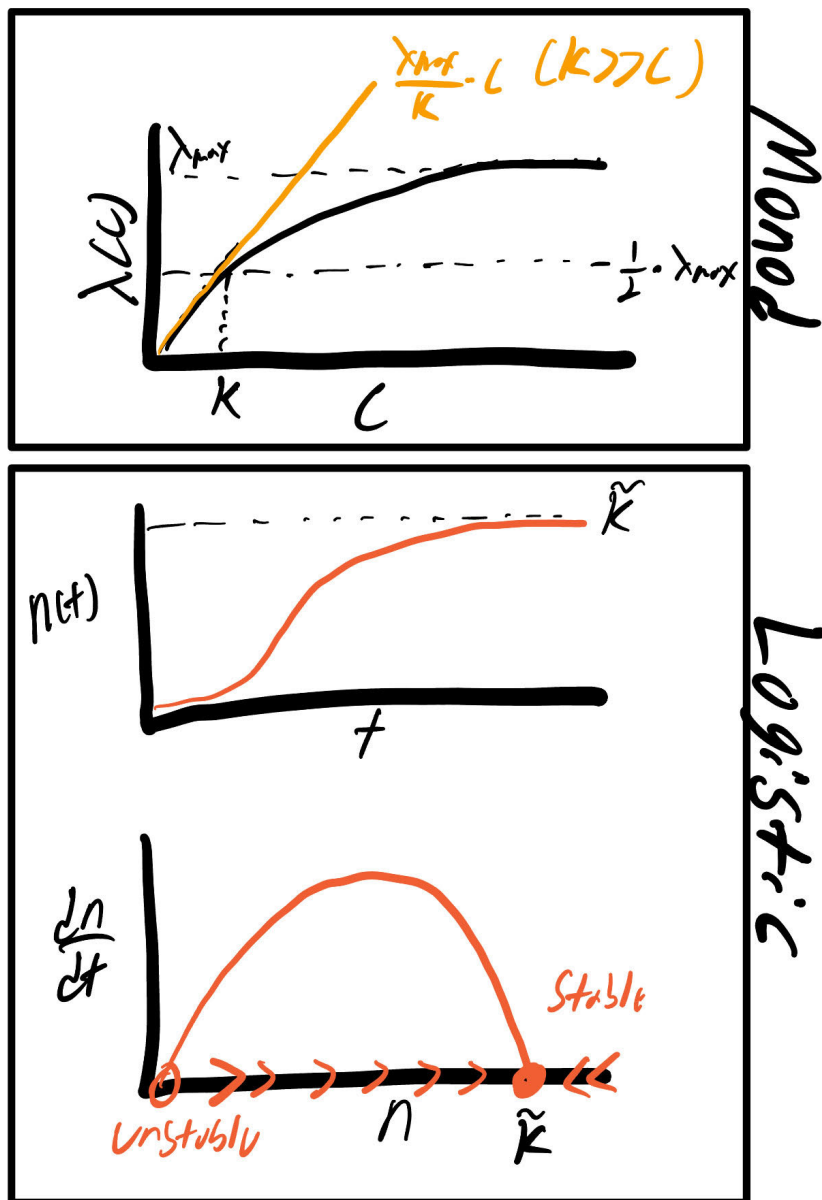 λmax/K · C (K>>C)
λmax
λ(C)
½ · λmax
K
C
Monod
K̃
n(t)
t
Logistic
dn/dt
Stable
Unstable
n
K̃